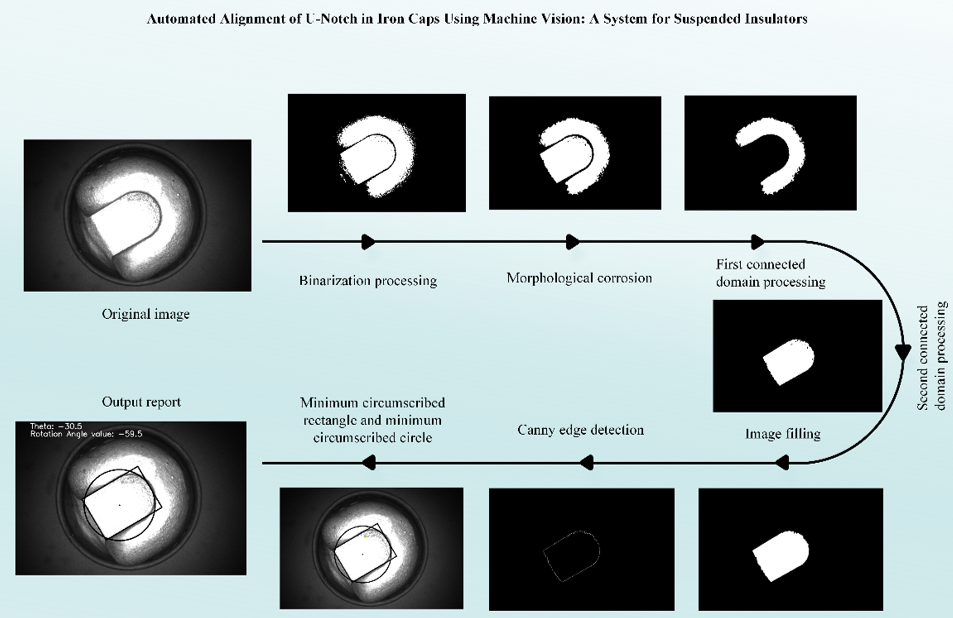 Automated Alignment of U-Notch in Iron Caps Using Machine Vision: A System for Suspended Insulators
Original image
Binarization processing
Morphological corrosion
First connected
domain processing
Second connected
domain processing
Image filling
Canny edge detection
Minimum circumscribed
rectangle and minimum
circumscribed circle
Output report
Theta: -30.5
Rotation Angle value: -59.5